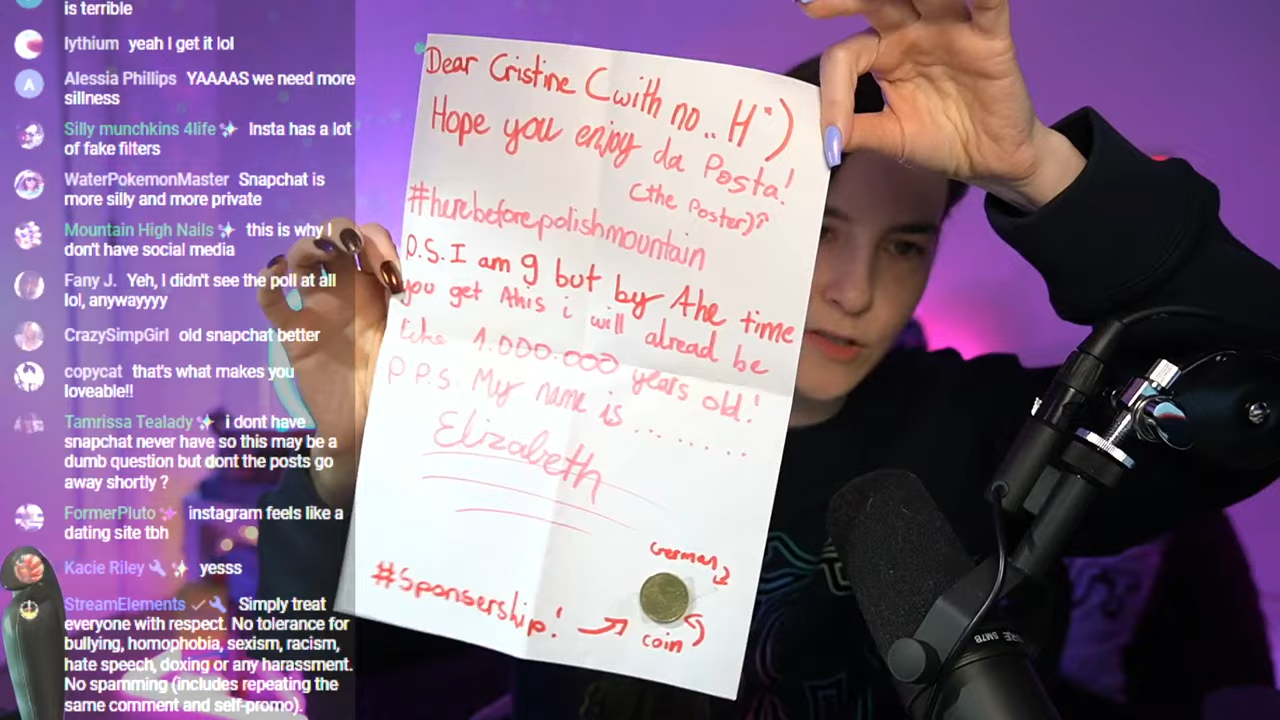 is terrible
lythium yeah I get it lol
A
Alessia Phillips YAAAAS we need more
sillness
Silly munchkins 4life Insta has a lot
of fake filters
WaterPokemonMaster Snapchat is
more silly and more private
Mountain High Nails this is why I
don't have social media
Fany J. Yeh, I didn't see the poll at all
lol, anywayyyy
CrazySimpGirl old snapchat better
copycat that's what makes you
loveable!!
Tamrissa Tealady i dont have
snapchat never have so this may be a
dumb question but dont the posts go
away shortly ?
FormerPluto instagram feels like a
dating site tbh
Kacie Riley yesss
StreamElements Simply treat
everyone with respect. No tolerance for
bullying, homophobia, sexism, racism,
hate speech, doxing or any harassment.
No spamming (includes repeating the
same comment and self-promo).
Dear Cristine C with no.. H :)
Hope you enjoy da Posta!
(the Poster)↑
#herebeforepolishmountain
P.S. I am 9 but by the time
you get this i will alread be
like 1.000.000 years old!
P P.S. My name is .......
Elizabeth
German
#Sponsership! →
coin
SM7B